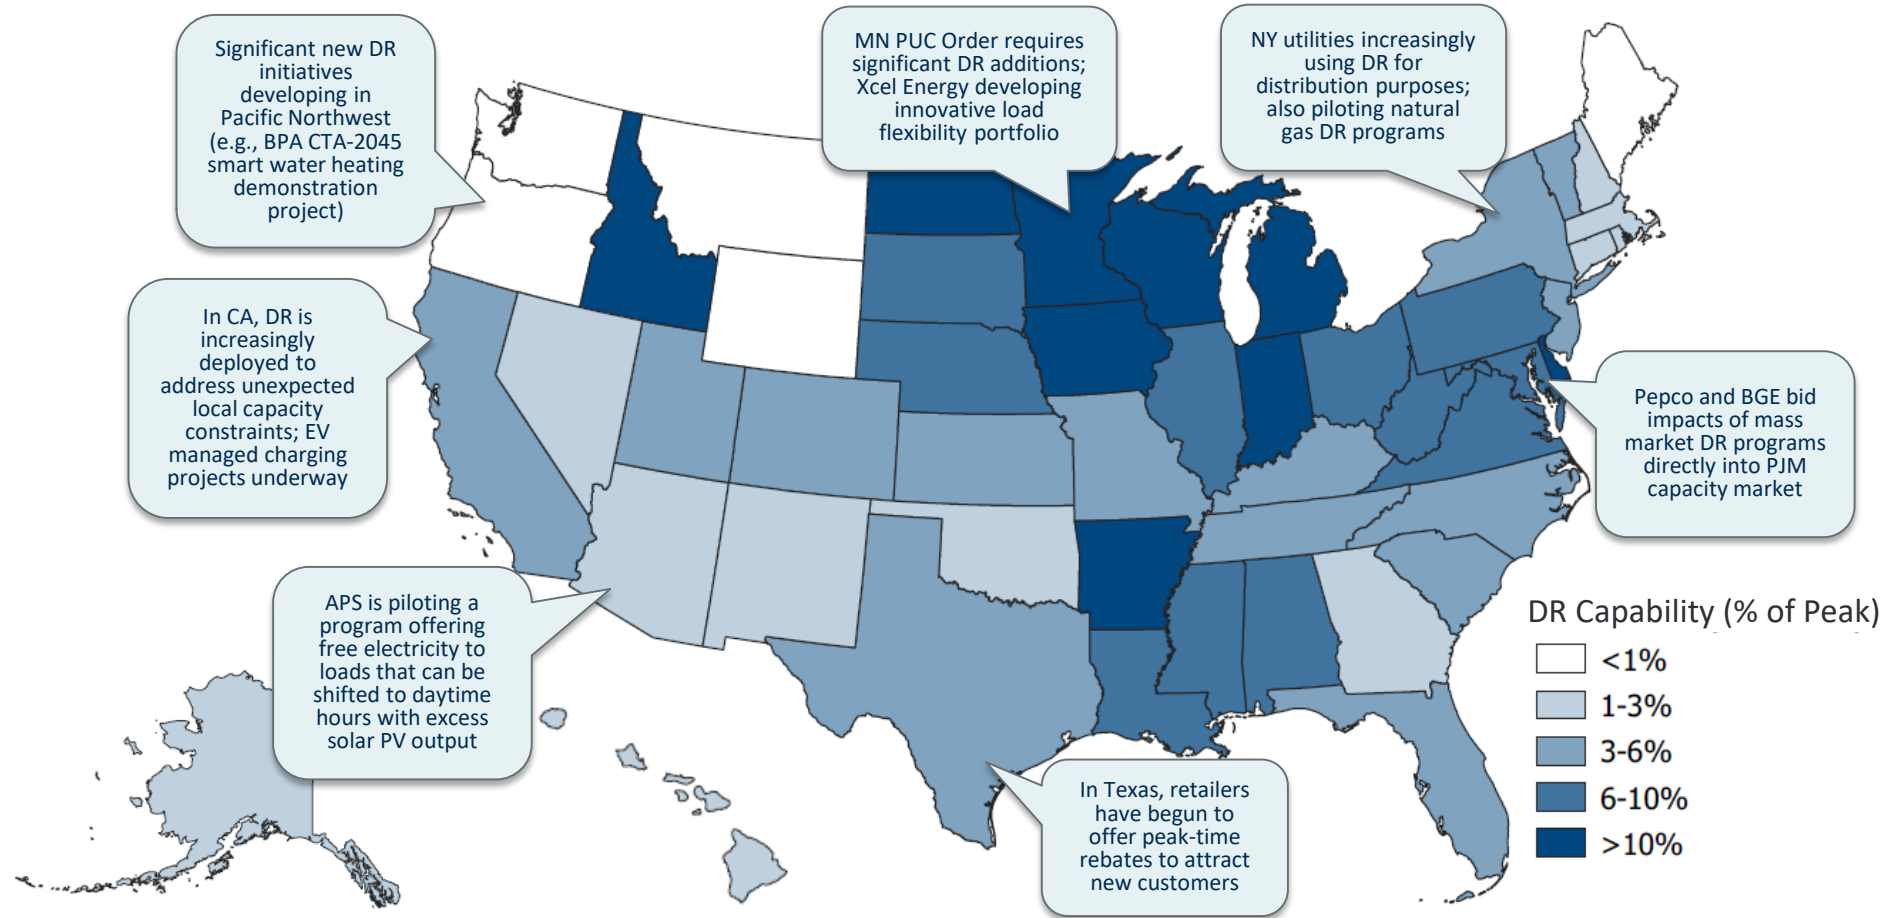 Significant new DR
initiatives
developing in
Pacific Northwest
(e.g., BPA CTA-2045
smart water heating
demonstration
project)
MN PUC Order requires
significant DR additions;
Xcel Energy developing
innovative load
flexibility portfolio
NY utilities increasingly
using DR for
distribution purposes;
also piloting natural
gas DR programs
In CA, DR is
increasingly
deployed to
address unexpected
local capacity
constraints; EV
managed charging
projects underway
Pepco and BGE bid
impacts of mass
market DR programs
directly into PJM
capacity market
APS is piloting a
program offering
free electricity to
loads that can be
shifted to daytime
hours with excess
solar PV output
In Texas, retailers
have begun to
offer peak-time
rebates to attract
new customers
DR Capability (% of Peak)
<1%
1-3%
3-6%
6-10%
>10%